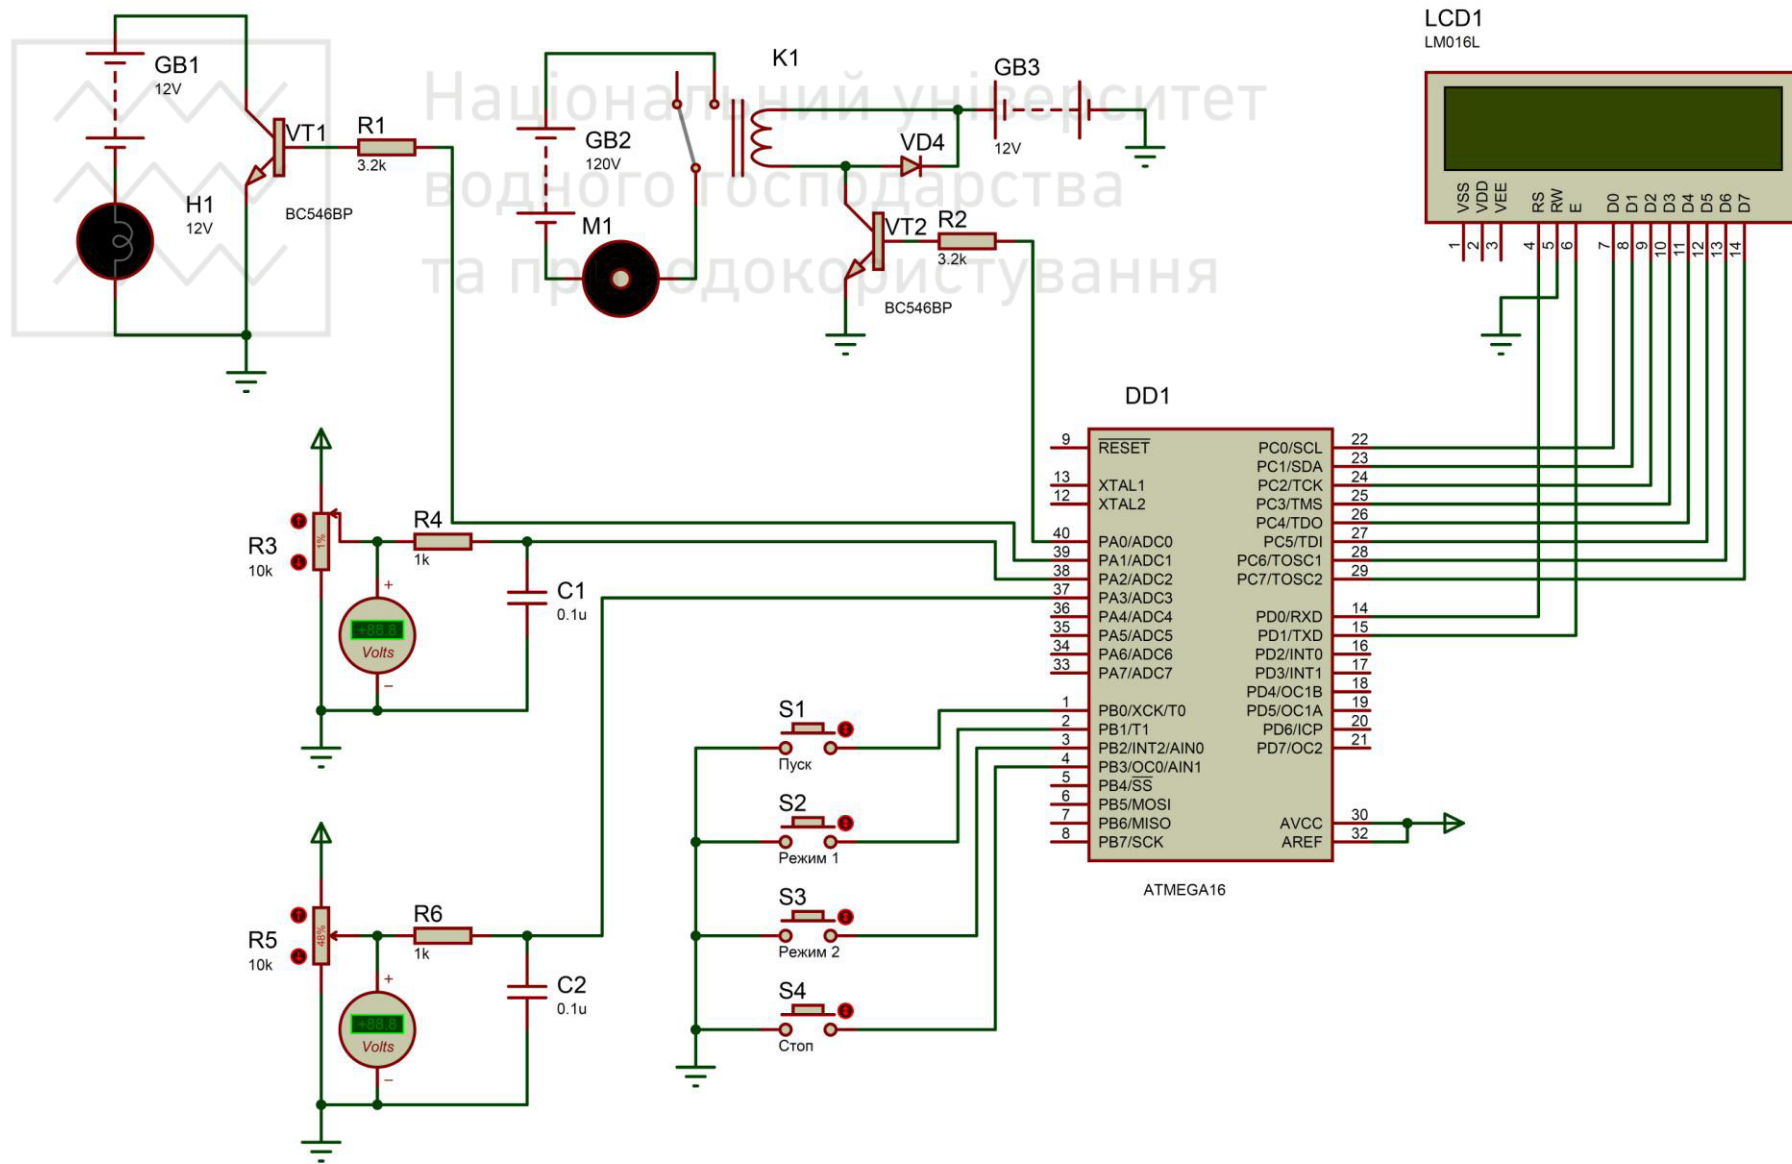 GB1
12V
H1
12V
VT1
BC546BP
R1
3.2k
Національний університет
водного господарства
та природокористування
K1
GB2
120V
M1
GB3
12V
VD4
VT2
BC546BP
R2
3.2k
LCD1
LM016L
VSS
VDD
VEE
RS
RW
E
D0
D1
D2
D3
D4
D5
D6
D7
1
2
3
4
5
6
7
8
9
10
11
12
13
14
DD1
9
RESET
13
XTAL1
12
XTAL2
40
PA0/ADC0
39
PA1/ADC1
38
PA2/ADC2
37
PA3/ADC3
36
PA4/ADC4
35
PA5/ADC5
34
PA6/ADC6
33
PA7/ADC7
1
PB0/XCK/T0
2
PB1/T1
3
PB2/INT2/AIN0
4
PB3/OC0/AIN1
5
PB4/SS
6
PB5/MOSI
7
PB6/MISO
8
PB7/SCK
PC0/SCL
22
PC1/SDA
23
PC2/TCK
24
PC3/TMS
25
PC4/TDO
26
PC5/TDI
27
PC6/TOSC1
28
PC7/TOSC2
29
PD0/RXD
14
PD1/TXD
15
PD2/INT0
16
PD3/INT1
17
PD4/OC1B
18
PD5/OC1A
19
PD6/ICP
20
PD7/OC2
21
AVCC
30
AREF
32
ATMEGA16
R3
10k
1%
R4
1k
C1
0.1u
+
+88.8
Volts
−
R5
10k
48%
R6
1k
C2
0.1u
+
+88.8
Volts
−
S1
Пуск
S2
Режим 1
S3
Режим 2
S4
Стоп